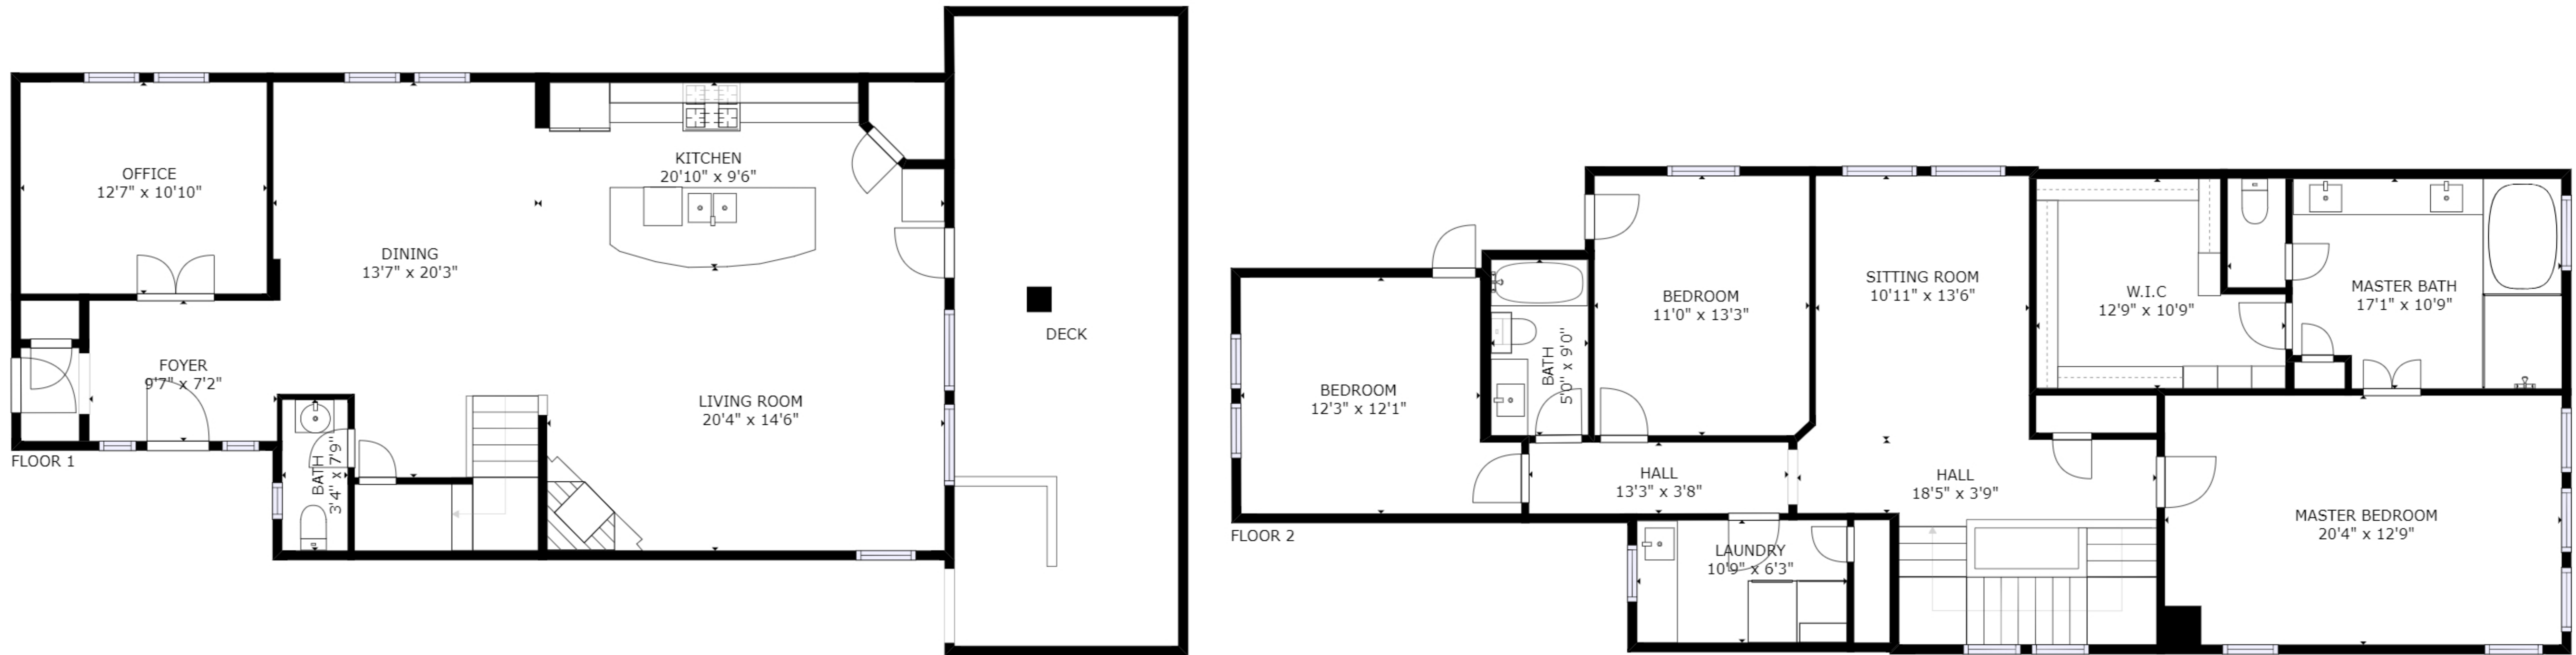 OFFICE
12'7" x 10'10"
KITCHEN
20'10" x 9'6"
DINING
13'7" x 20'3"
DECK
FOYER
9'7" x 7'2"
LIVING ROOM
20'4" x 14'6"
BATH
3'4" x 7'9"
FLOOR 1
SITTING ROOM
10'11" x 13'6"
BEDROOM
11'0" x 13'3"
W.I.C
12'9" x 10'9"
MASTER BATH
17'1" x 10'9"
BATH
5'0" x 9'0"
BEDROOM
12'3" x 12'1"
HALL
13'3" x 3'8"
HALL
18'5" x 3'9"
MASTER BEDROOM
20'4" x 12'9"
LAUNDRY
10'9" x 6'3"
FLOOR 2